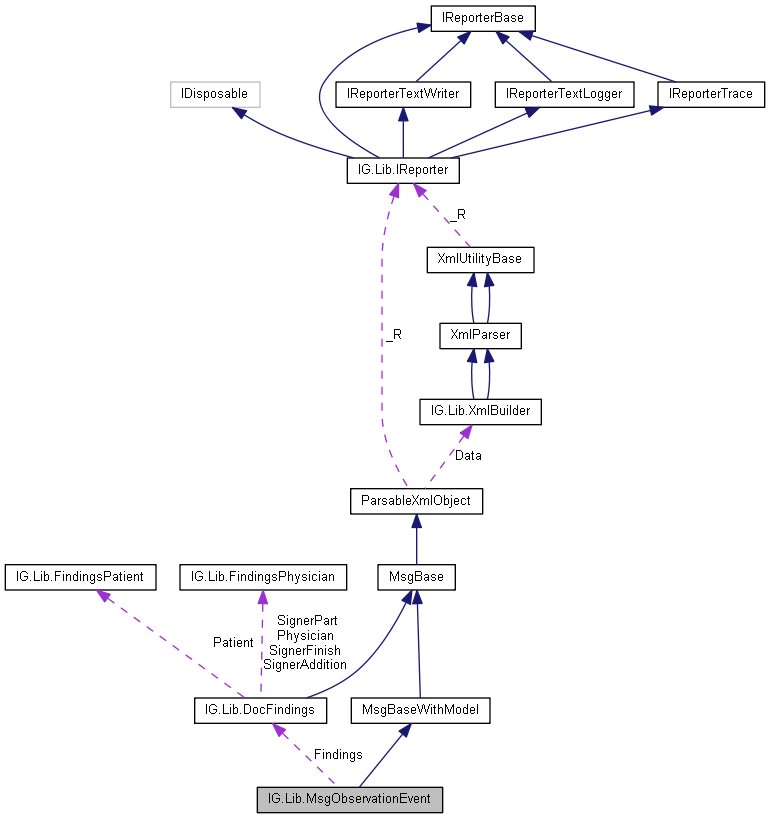 IReporterBase
IDisposable
IReporterTextWriter
IReporterTextLogger
IReporterTrace
IG.Lib.IReporter
_R
XmlUtilityBase
_R
XmlParser
IG.Lib.XmlBuilder
Data
ParsableXmlObject
IG.Lib.FindingsPatient
IG.Lib.FindingsPhysician
MsgBase
Patient
SignerPart
Physician
SignerFinish
SignerAddition
IG.Lib.DocFindings
MsgBaseWithModel
Findings
IG.Lib.MsgObservationEvent